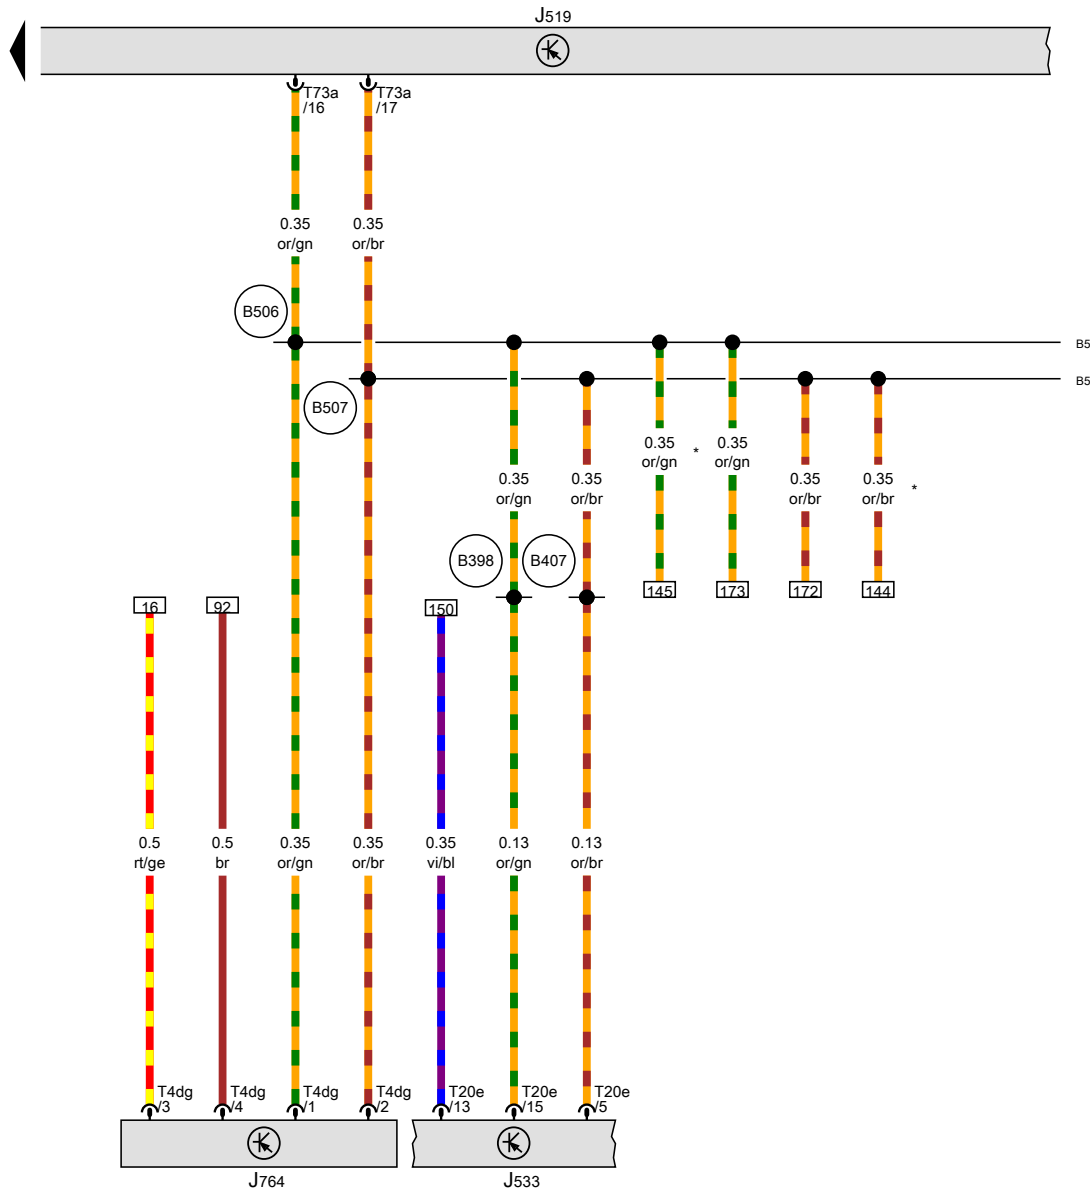 J519
T73a
/16
T73a
/17
0.35
or/gn
0.35
or/br
B506
B5
B5
B507
0.35
or/gn
*
0.35
or/gn
0.35
or/gn
0.35
or/br
0.35
or/br
0.35
or/br
*
B398
B407
145
173
172
144
16
92
150
0.5
rt/ge
0.5
br
0.35
or/gn
0.35
or/br
0.35
vi/bl
0.13
or/gn
0.13
or/br
T4dg
/3
T4dg
/4
T4dg
/1
T4dg
/2
T20e
/13
T20e
/15
T20e
/5
J764
J533